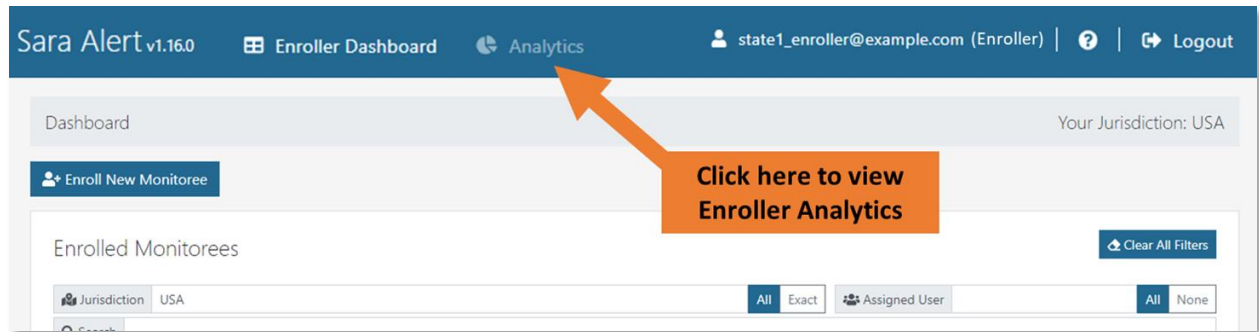 Sara Alert v1.16.0 Enroller Dashboard Analytics state1_enroller@example.com (Enroller) | | Logout
Dashboard Your Jurisdiction: USA
Enroll New Monitoree
Click here to view
Enroller Analytics
Enrolled Monitorees
Clear All Filters
Jurisdiction USA All Exact Assigned User All None
Search